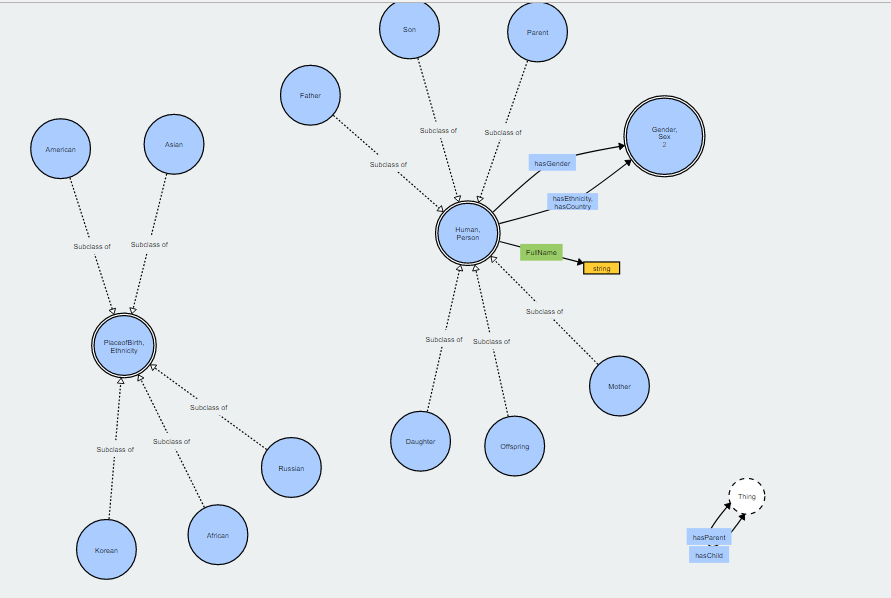 Son
Parent
Father
American
Asian
Subclass of
Subclass of
Gender,
Sex
2
hasGender
Subclass of
hasEthnicity,
hasCountry
Human,
Person
Subclass of
Subclass of
FullName
string
Subclass of
PlaceofBirth,
Ethnicity
Subclass of
Subclass of
Mother
Subclass of
Daughter
Offspring
Subclass of
Subclass of
Russian
Thing
African
hasParent
Korean
hasChild